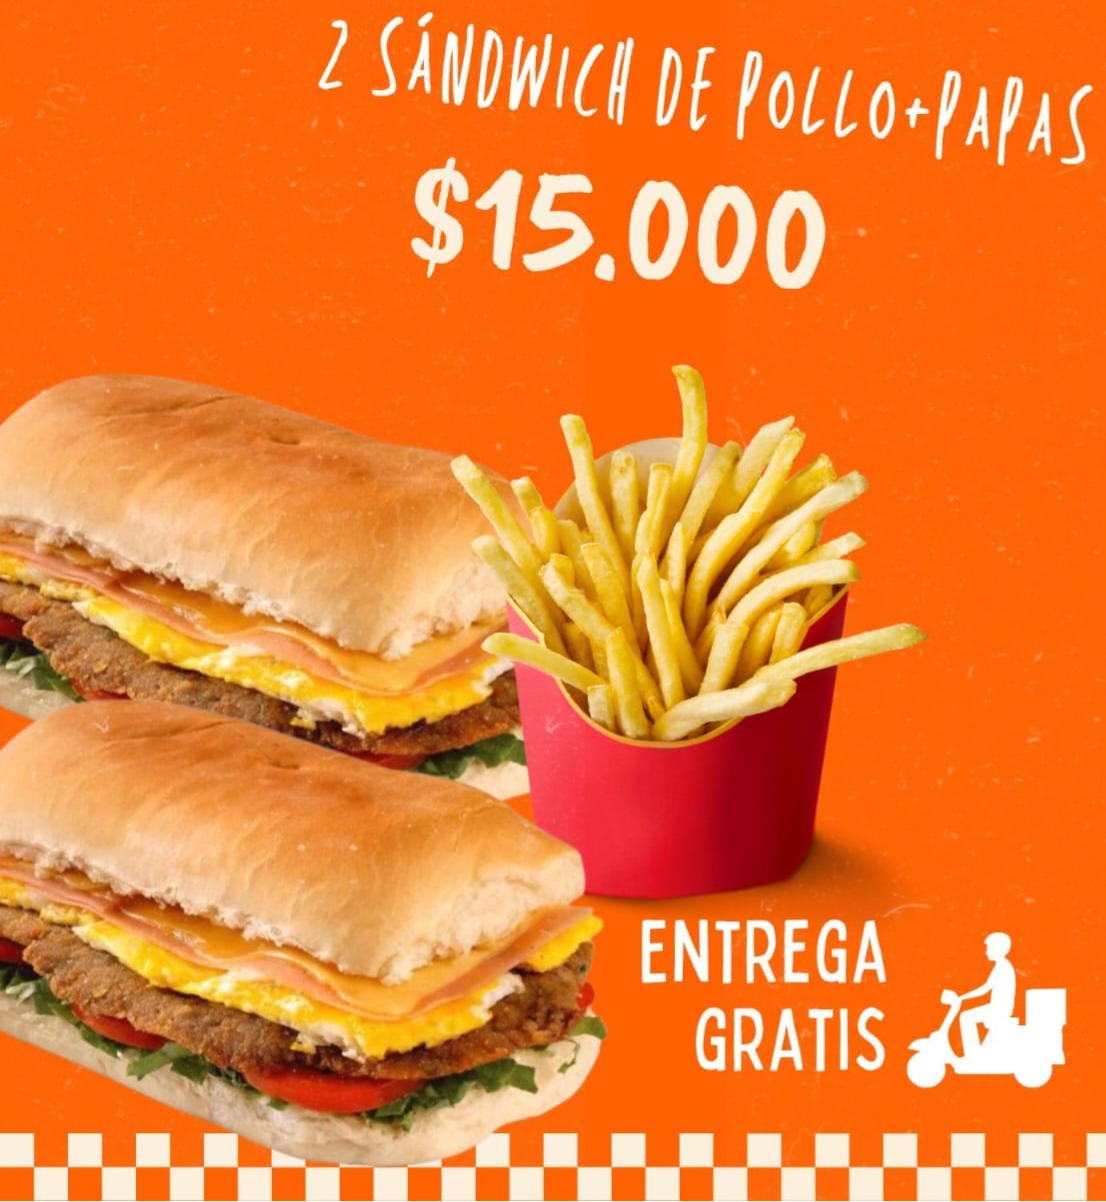 2 SÁNDWICH DE POLLO+PAPAS
$15.000
ENTREGA
GRATIS